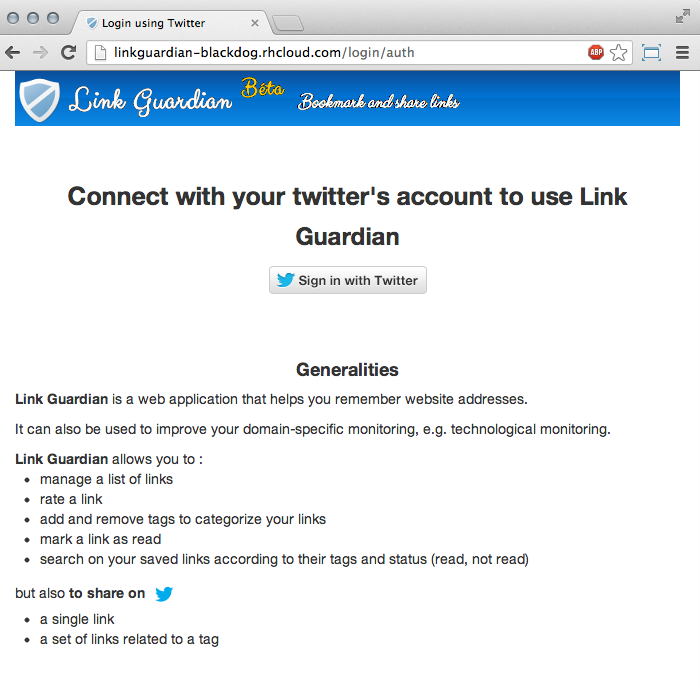 Login using Twitter
linkguardian-blackdog.rhcloud.com/login/auth
ABP
Link Guardian Béta Bookmark and share links
Connect with your twitter's account to use Link
Guardian
Sign in with Twitter
Generalities
Link Guardian is a web application that helps you remember website addresses.
It can also be used to improve your domain-specific monitoring, e.g. technological monitoring.
Link Guardian allows you to :
• manage a list of links
• rate a link
• add and remove tags to categorize your links
• mark a link as read
• search on your saved links according to their tags and status (read, not read)
but also to share on
• a single link
• a set of links related to a tag